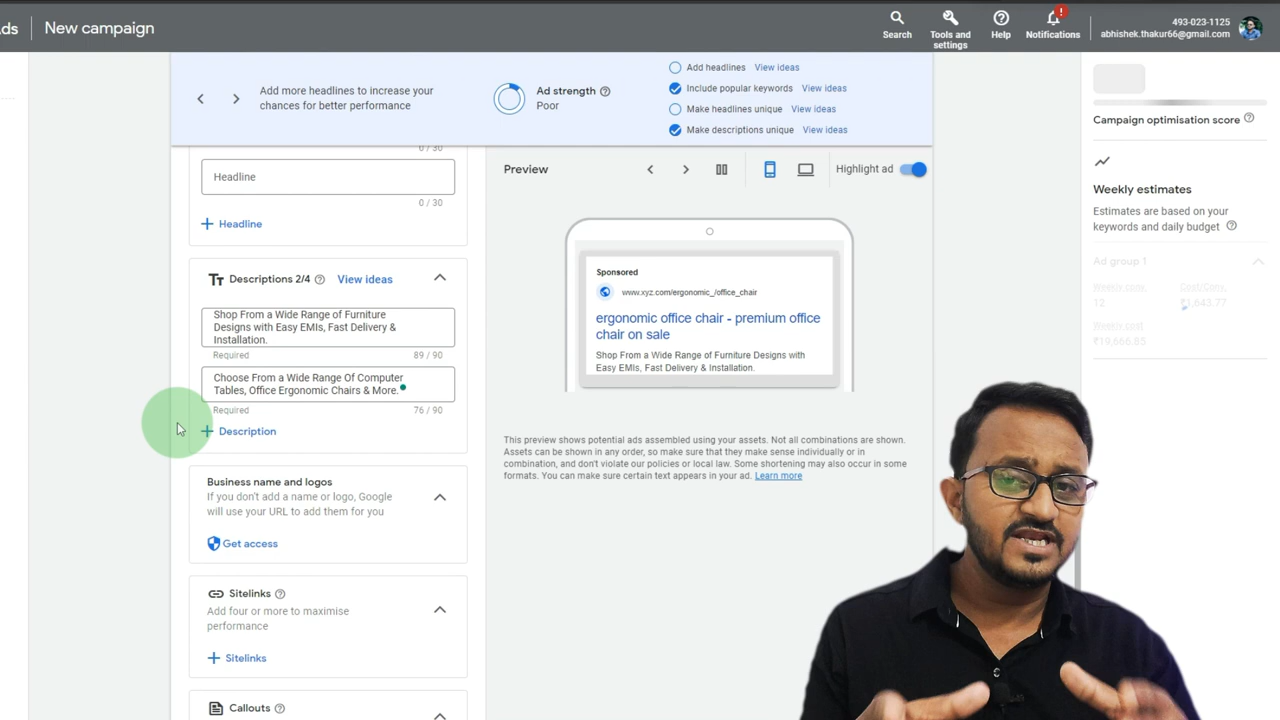 ds
New campaign
Search
Tools and
settings
Help
!
Notifications
493-023-1125
abhishek.thakur66@gmail.com
Add more headlines to increase your
chances for better performance
Ad strength
Poor
Add headlines View ideas
Include popular keywords View ideas
Make headlines unique View ideas
Make descriptions unique View ideas
0 / 30
Headline
0 / 30
+ Headline
Descriptions 2/4 View ideas
Shop From a Wide Range of Furniture
Designs with Easy EMIs, Fast Delivery &
Installation.
Required 89 / 90
Choose From a Wide Range Of Computer
Tables, Office Ergonomic Chairs & More.
Required 76 / 90
+ Description
Business name and logos
If you don't add a name or logo, Google
will use your URL to add them for you
Get access
Sitelinks
Add four or more to maximise
performance
+ Sitelinks
Callouts
Preview
Highlight ad
Sponsored
www.xyz.com/ergonomic_/office_chair
ergonomic office chair - premium office
chair on sale
Shop From a Wide Range of Furniture Designs with
Easy EMIs, Fast Delivery & Installation.
This preview shows potential ads assembled using your assets. Not all combinations are shown.
Assets can be shown in any order, so make sure that they make sense individually or in
combination, and don't violate our policies or local law. Some shortening may also occur in some
formats. You can make sure certain text appears in your ad. Learn more
Campaign optimisation score
Weekly estimates
Estimates are based on your
keywords and daily budget
Ad group 1
Weekly conv. Cost/Conv.
12 ₹1,643.77
Weekly cost
₹19,666.85